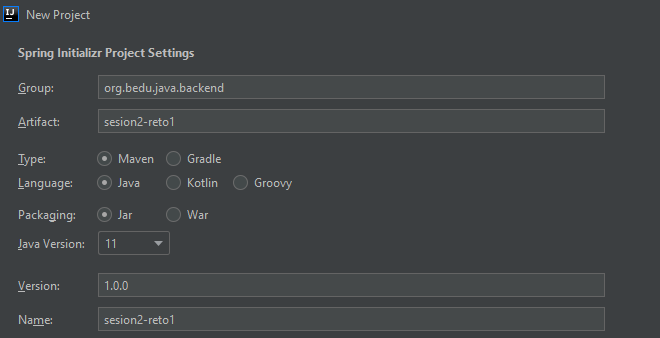 IJ New Project
Spring Initializr Project Settings
Group: org.bedu.java.backend
Artifact: sesion2-reto1
Type: Maven Gradle
Language: Java Kotlin Groovy
Packaging: Jar War
Java Version: 11
Version: 1.0.0
Name: sesion2-reto1